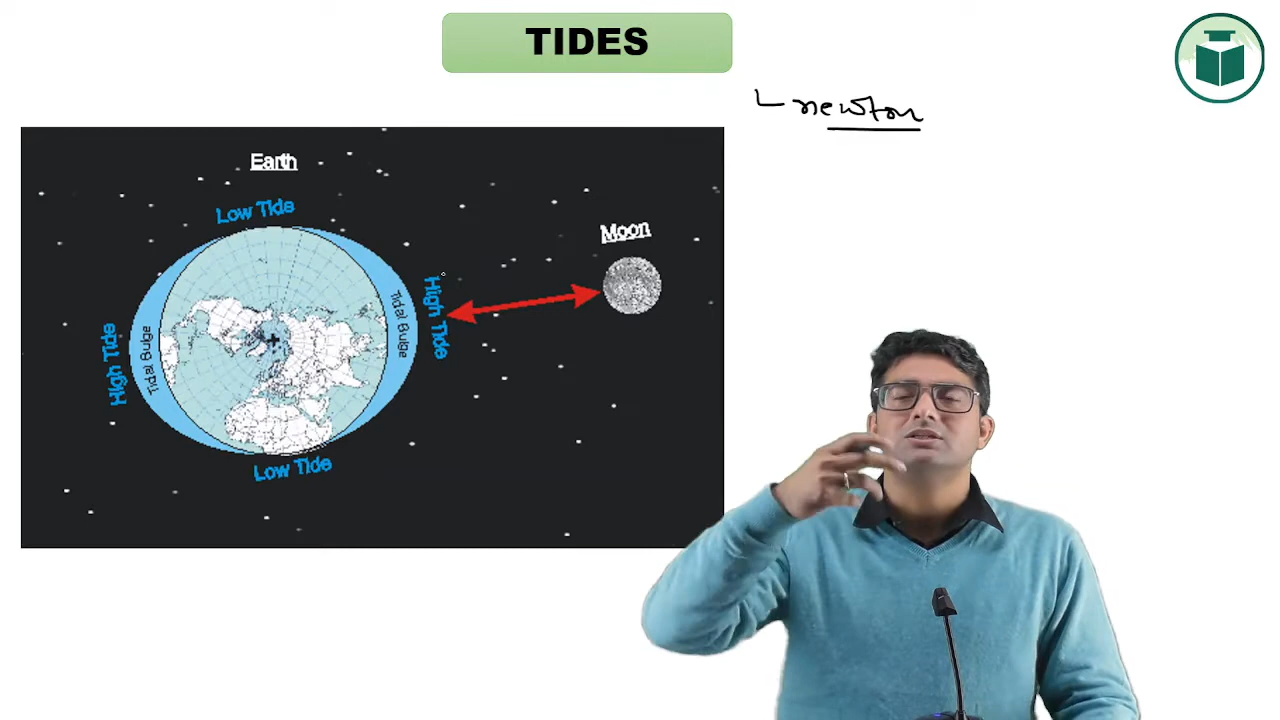 TIDES
newton
Earth
Low Tide
Moon
High Tide
Tidal Bulge
Tidal Bulge
High Tide
Low Tide